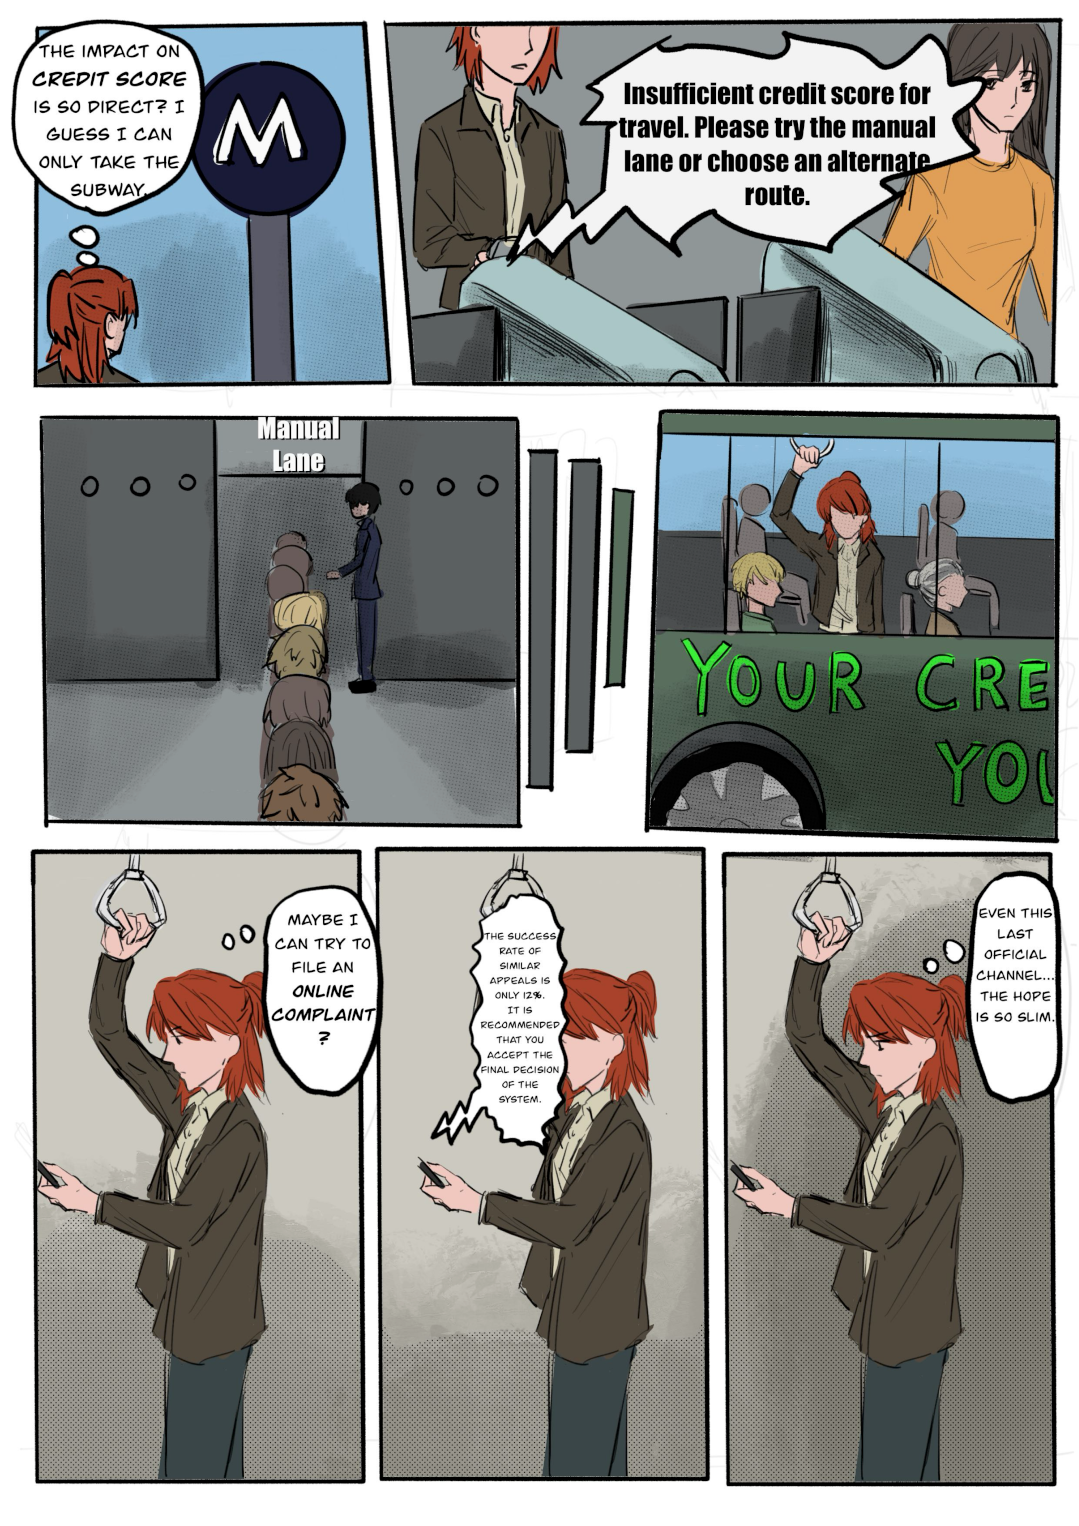 THE IMPACT ON
CREDIT SCORE
IS SO DIRECT? I
GUESS I CAN
ONLY TAKE THE
SUBWAY.
M
Insufficient credit score for
travel. Please try the manual
lane or choose an alternate
route.
Manual
Lane
YOUR CRE
YOU
MAYBE I
CAN TRY TO
FILE AN
ONLINE
COMPLAINT
?
THE SUCCESS
RATE OF
SIMILAR
APPEALS IS
ONLY 12%.
IT IS
RECOMMENDED
THAT YOU
ACCEPT THE
FINAL DECISION
OF THE
SYSTEM.
EVEN THIS
LAST
OFFICIAL
CHANNEL...
THE HOPE
IS SO SLIM.